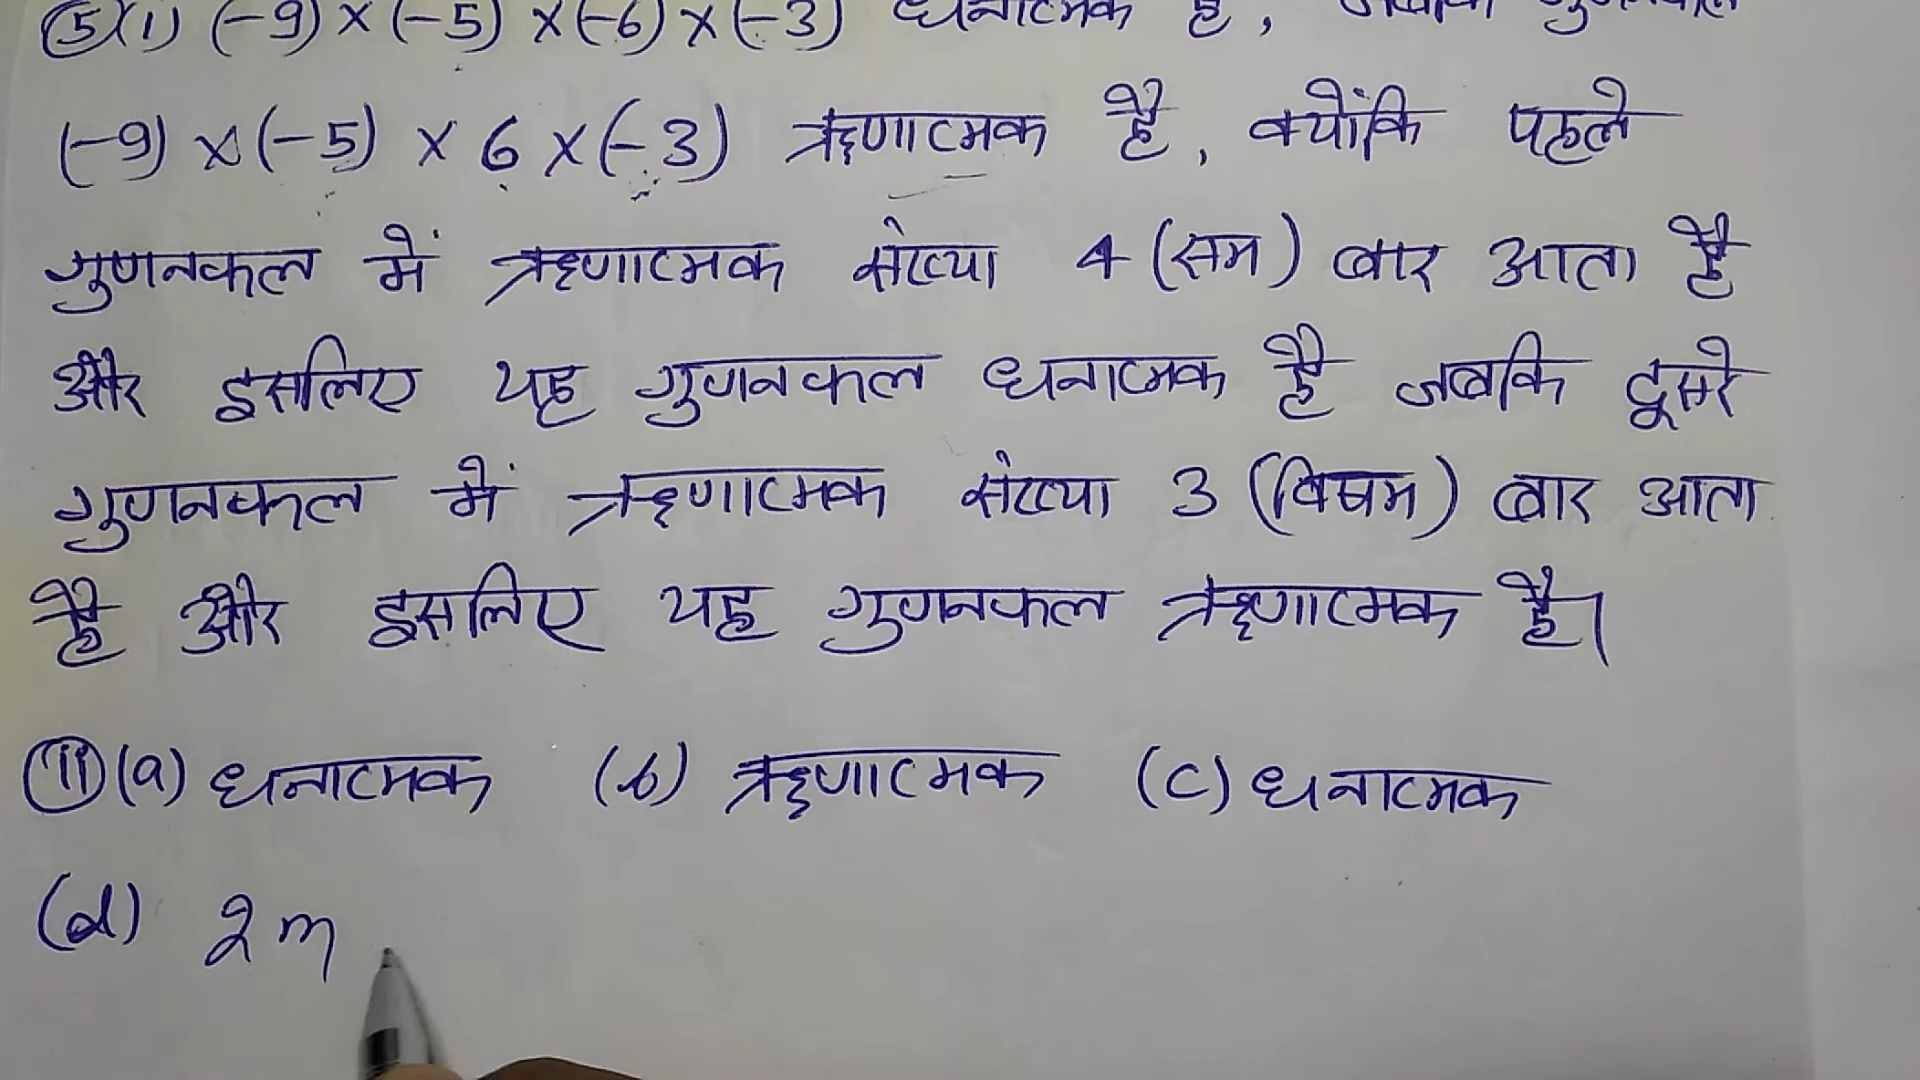 (5)(i) (-9) × (-5) × (-6) × (-3) धनात्मक है, जबकि गुणनफल
(-9) × (-5) × 6 × (-3) ऋणात्मक है, क्योंकि पहले
गुणनफल में ऋणात्मक संख्या 4 (सम) बार आता है
और इसलिए यह गुणनफल धनात्मक है जबकि दूसरे
गुणनफल में ऋणात्मक संख्या 3 (विषम) बार आता
है और इसलिए यह गुणनफल ऋणात्मक है।
(ii) (a) धनात्मक (b) ऋणात्मक (c) धनात्मक
(d) 2m